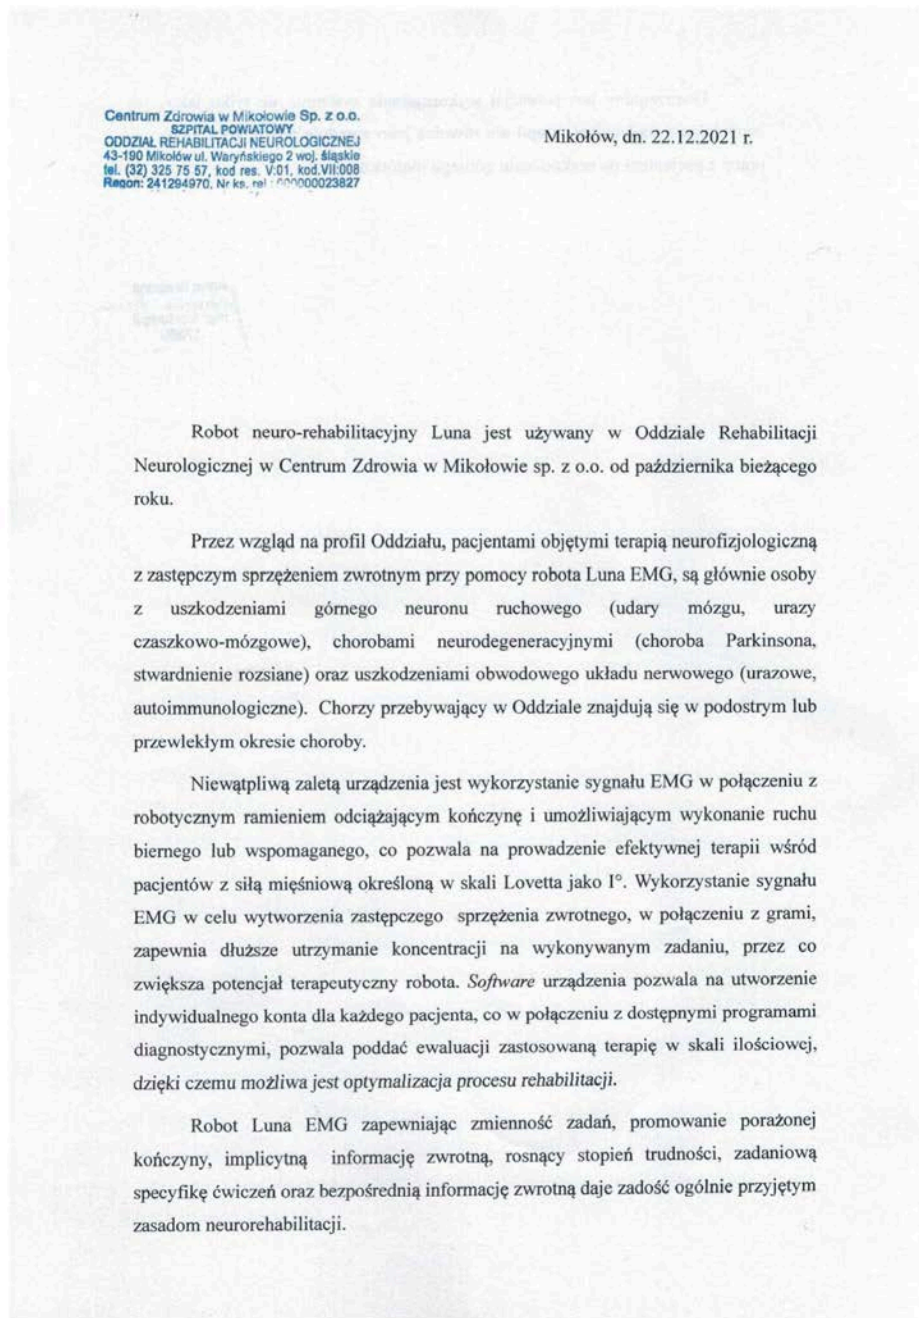 Centrum Zdrowia w Mikołowie Sp. z o.o.
SZPITAL POWIATOWY
ODDZIAŁ REHABILITACJI NEUROLOGICZNEJ
43-190 Mikołów ul. Waryńskiego 2 woj. śląskie
tel. (32) 325 75 57, kod res. V:01, kod.VII:008
Regon: 241294970, Nr ks. rej
Mikołów, dn. 22.12.2021 r.
Robot neuro-rehabilitacyjny Luna jest używany w Oddziale Rehabilitacji
Neurologicznej w Centrum Zdrowia w Mikołowie sp. z o.o. od października bieżącego
roku.
Przez wzgląd na profil Oddziału, pacjentami objętymi terapią neurofizjologiczną
z zastępczym sprzężeniem zwrotnym przy pomocy robota Luna EMG, są głównie osoby
z uszkodzeniami górnego neuronu ruchowego (udary mózgu, urazy
czaszkowo-mózgowe), chorobami neurodegeneracyjnymi (choroba Parkinsona,
stwardnienie rozsiane) oraz uszkodzeniami obwodowego układu nerwowego (urazowe,
autoimmunologiczne). Chorzy przebywający w Oddziale znajdują się w podostrym lub
przewlekłym okresie choroby.
Niewątpliwą zaletą urządzenia jest wykorzystanie sygnału EMG w połączeniu z
robotycznym ramieniem odciążającym kończynę i umożliwiającym wykonanie ruchu
biernego lub wspomaganego, co pozwala na prowadzenie efektywnej terapii wśród
pacjentów z siłą mięśniową określoną w skali Lovetta jako I°. Wykorzystanie sygnału
EMG w celu wytworzenia zastępczego sprzężenia zwrotnego, w połączeniu z grami,
zapewnia dłuższe utrzymanie koncentracji na wykonywanym zadaniu, przez co
zwiększa potencjał terapeutyczny robota. Software urządzenia pozwala na utworzenie
indywidualnego konta dla każdego pacjenta, co w połączeniu z dostępnymi programami
diagnostycznymi, pozwala poddać ewaluacji zastosowaną terapię w skali ilościowej,
dzięki czemu możliwa jest optymalizacja procesu rehabilitacji.
Robot Luna EMG zapewniając zmienność zadań, promowanie porażonej
kończyny, implicytną informację zwrotną, rosnący stopień trudności, zadaniową
specyfikę ćwiczeń oraz bezpośrednią informację zwrotną daje zadość ogólnie przyjętym
zasadom neurorehabilitacji.